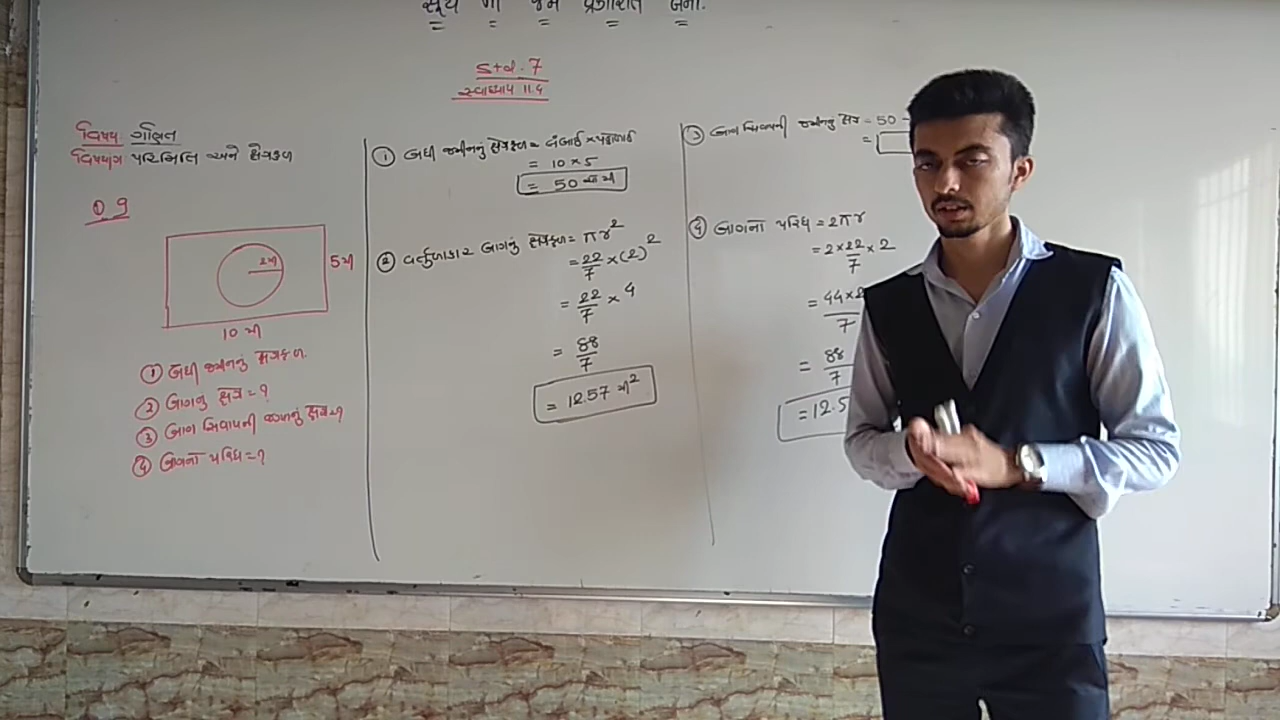 સૂર્ય ની જેમ પ્રકાશિત બનો.
Std. 7
સ્વાધ્યાય 11.4
વિષય: ગણિત
વિષયાંગ પરિમિતિ અને ક્ષેત્રફળ
Q 9
2 મી
5 મી
10 મી
① બધી જમીનનું ક્ષેત્રફળ.
② બાગનુ ક્ષેત્ર = ?
③ બાગ સિવાયની જગ્યાનું ક્ષેત્ર = ?
④ બાગનો પરિઘ = ?
① બધી જમીનનું ક્ષેત્રફળ = લંબાઈ × પહોળાઈ
= 10 × 5
= 50 ચો મી
② વર્તુળાકાર બાગનું ક્ષેત્રફળ = πr²
= 22/7 × (2)²
= 22/7 × 4
= 88/7
= 12.57 મી²
③ બાગ સિવાયની જમીનનું ક્ષેત્ર = 50 -
=
④ બાગનો પરિઘ = 2πr
= 2 × 22/7 × 2
= 44 × 2/7
= 88/7
= 12.5